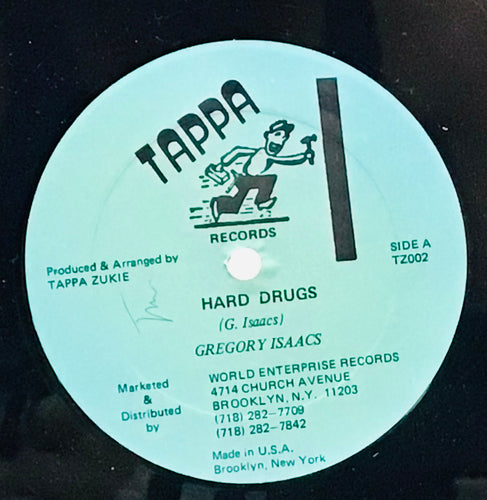 TAPPA
RECORDS
SIDE A
TZ002
Produced & Arranged by
TAPPA ZUKIE
HARD DRUGS
(G. Isaacs)
GREGORY ISAACS
Marketed
&
Distributed
by
WORLD ENTERPRISE RECORDS
4714 CHURCH AVENUE
BROOKLYN, N.Y. 11203
(718) 282-7709
(718) 282-7842
Made in U.S.A.
Brooklyn, New York